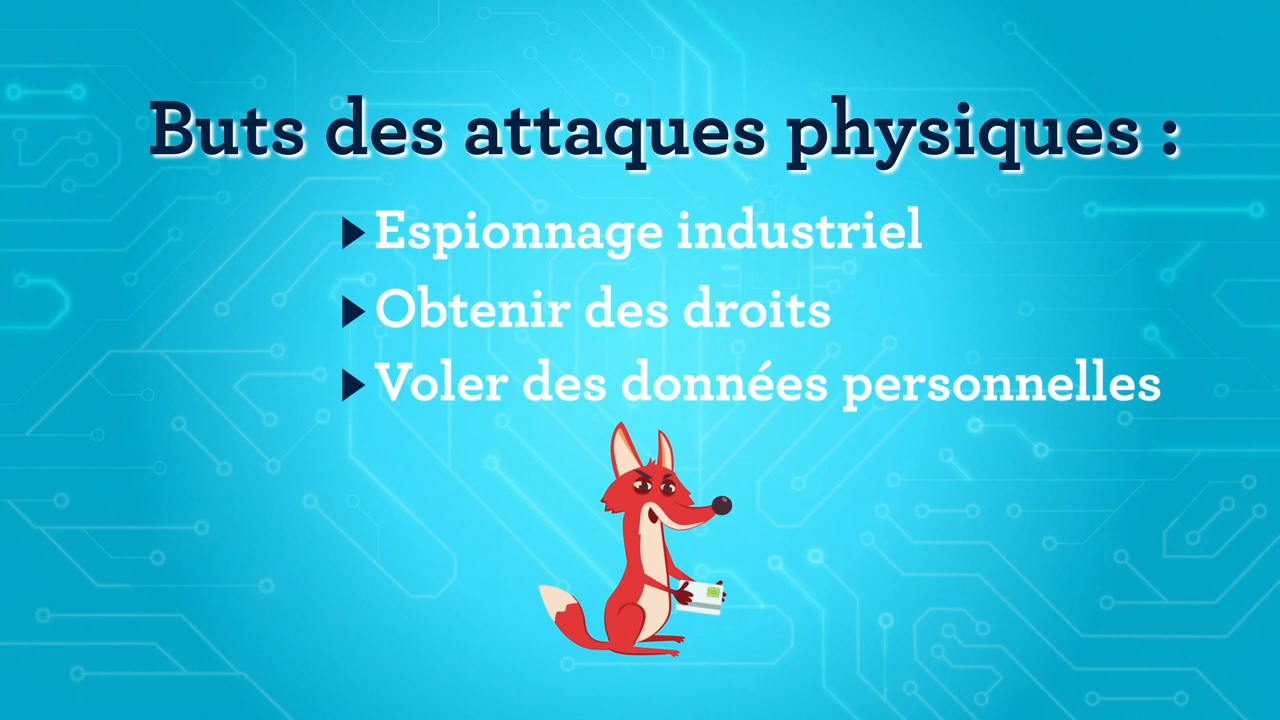 Buts des attaques physiques :
Espionnage industriel
Obtenir des droits
Voler des données personnelles